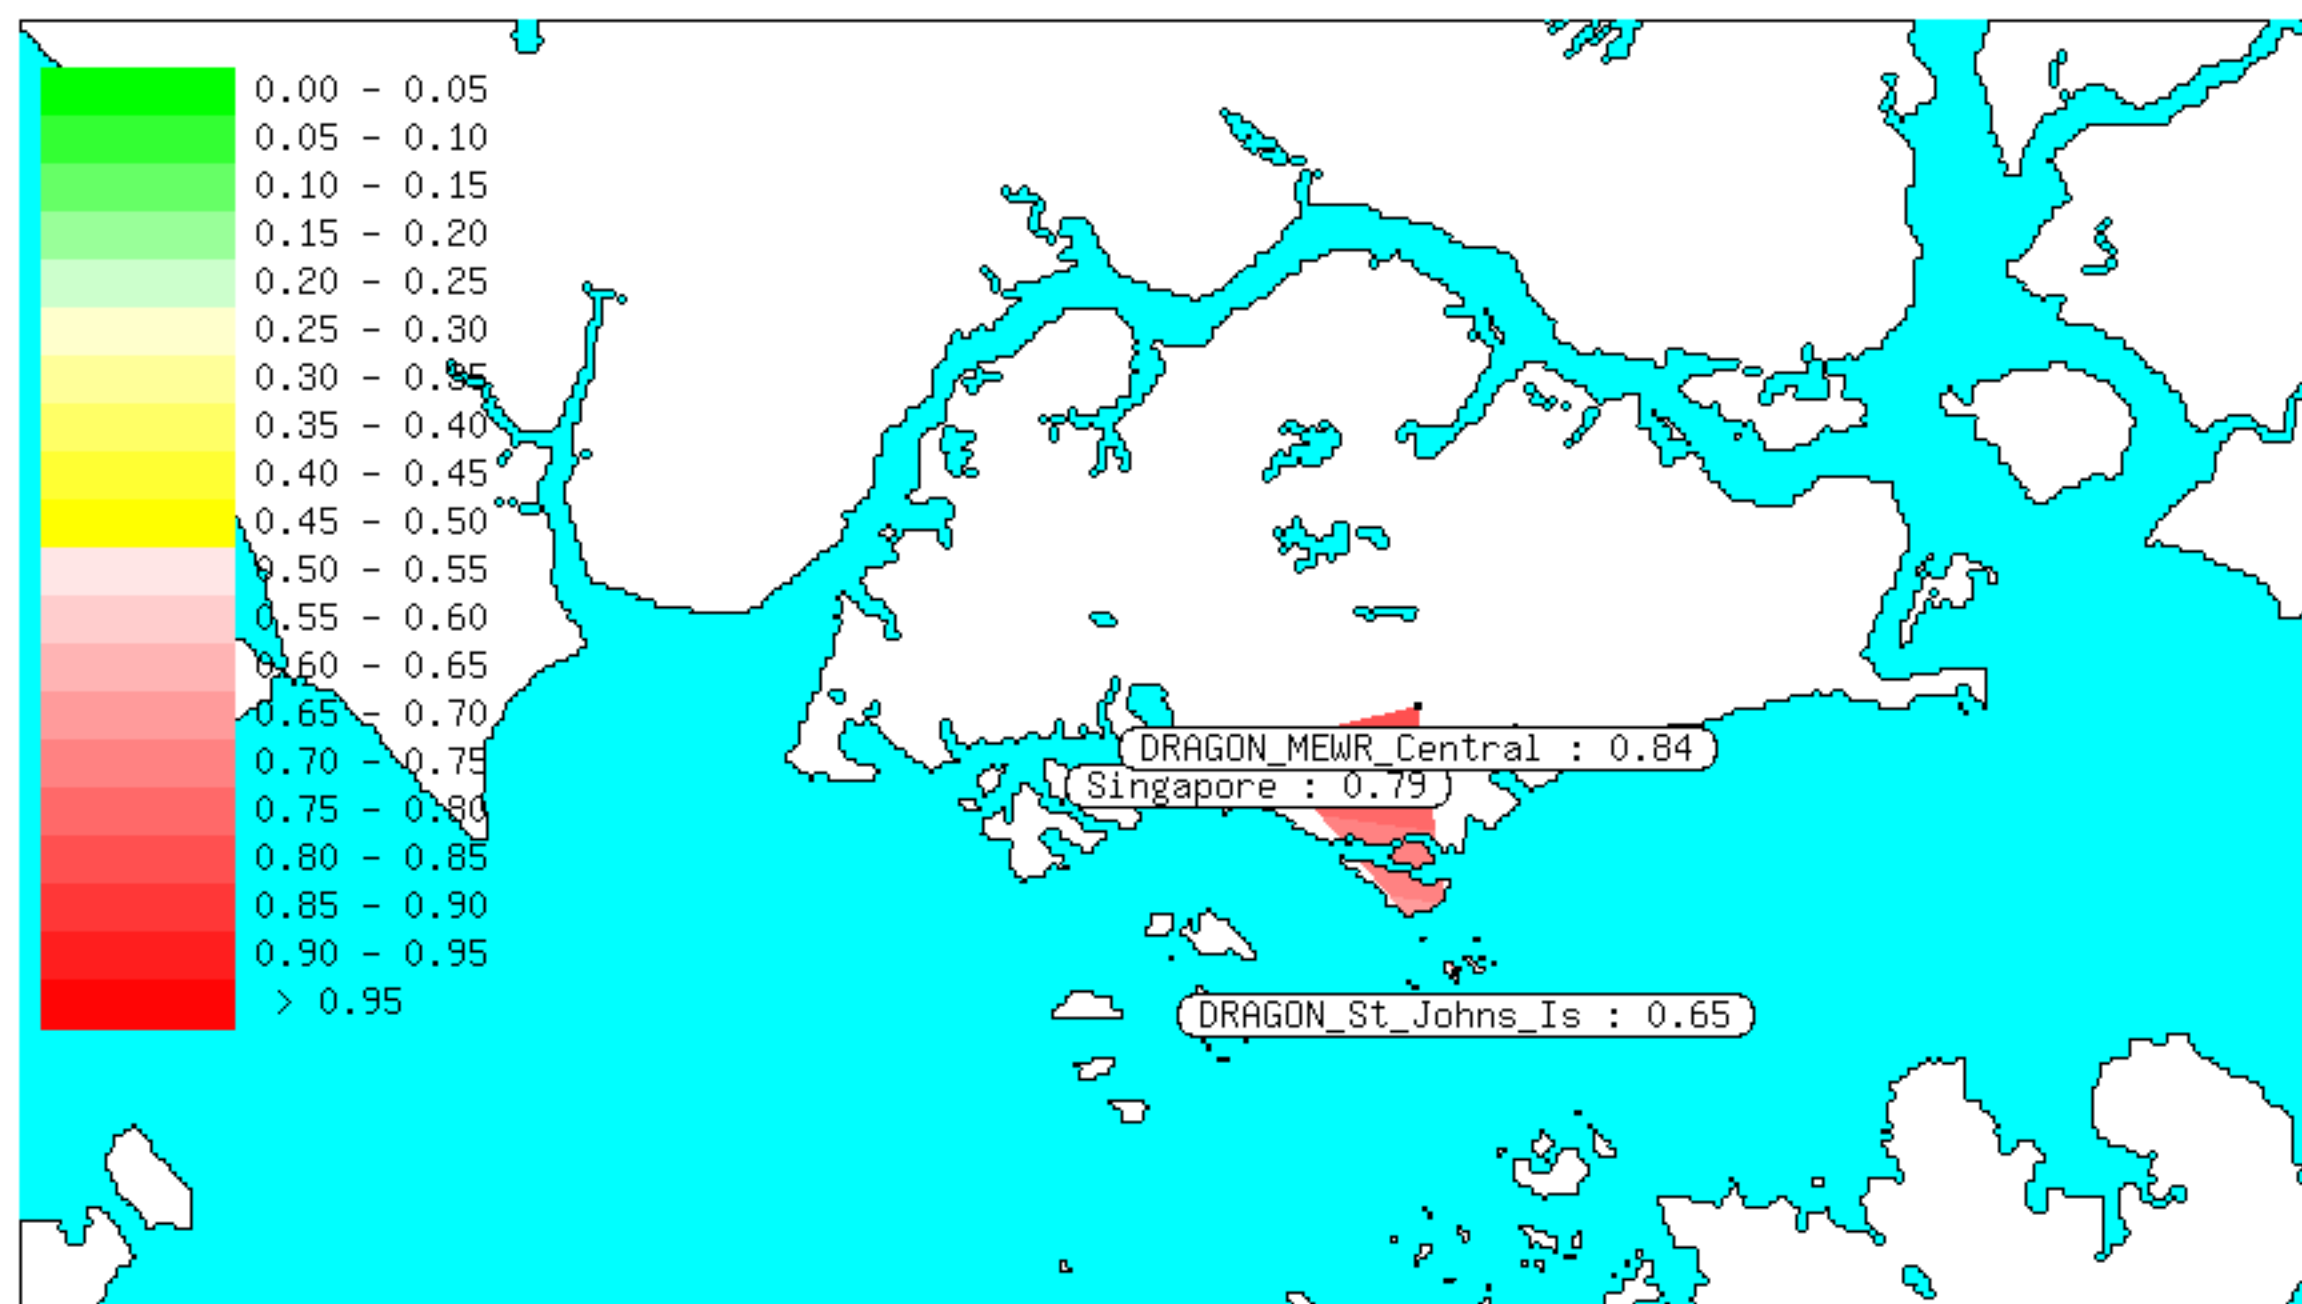 0.00 - 0.05
0.05 - 0.10
0.10 - 0.15
0.15 - 0.20
0.20 - 0.25
0.25 - 0.30
0.30 - 0.35
0.35 - 0.40
0.40 - 0.45
0.45 - 0.50
0.50 - 0.55
0.55 - 0.60
0.60 - 0.65
0.65 - 0.70
0.70 - 0.75
0.75 - 0.80
0.80 - 0.85
0.85 - 0.90
0.90 - 0.95
> 0.95
DRAGON_MEWR_Central : 0.84
Singapore : 0.79
DRAGON_St_Johns_Is : 0.65